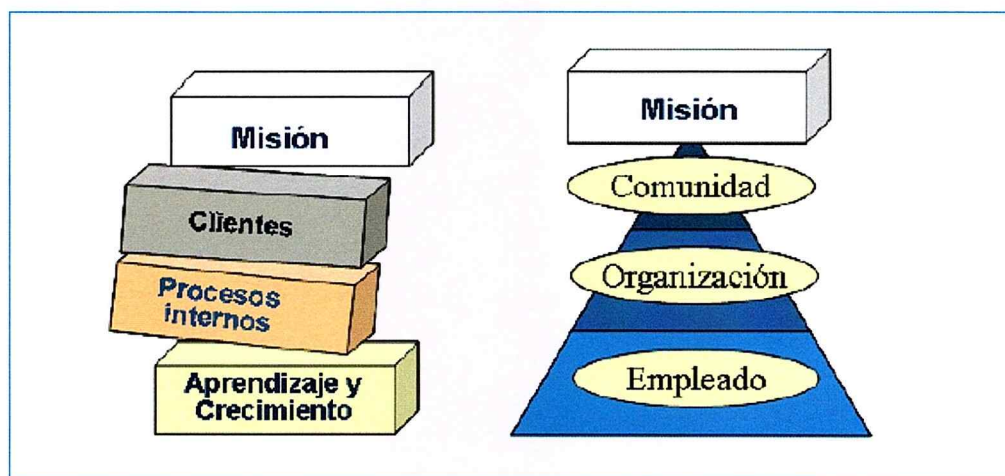 Misión
Clientes
Procesos
internos
Aprendizaje y
Crecimiento
Misión
Comunidad
Organización
Empleado